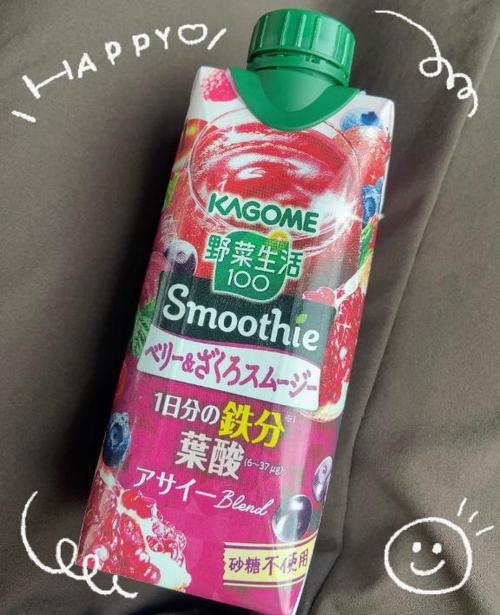 HAPPY♡
KAGOME
野菜生活
100
Smoothie
ベリー&ざくろスムージー
1日分の鉄分※1
葉酸(6~37μg)
アサイーBlend
砂糖不使用